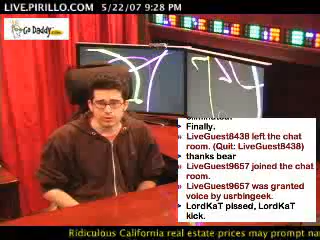 LIVE.PIRILLO.COM 5/22/07 9:28 PM
Go Daddy.com
eliminated.
> Finally.
> LiveGuest8438 left the chat
room. (Quit: LiveGuest8438)
> thanks bear
> LiveGuest9657 joined the chat
room.
> LiveGuest9657 was granted
voice by usrbingeek.
> LordKaT pissed, LordKaT
kick.
Ridiculous California real estate prices may prompt na